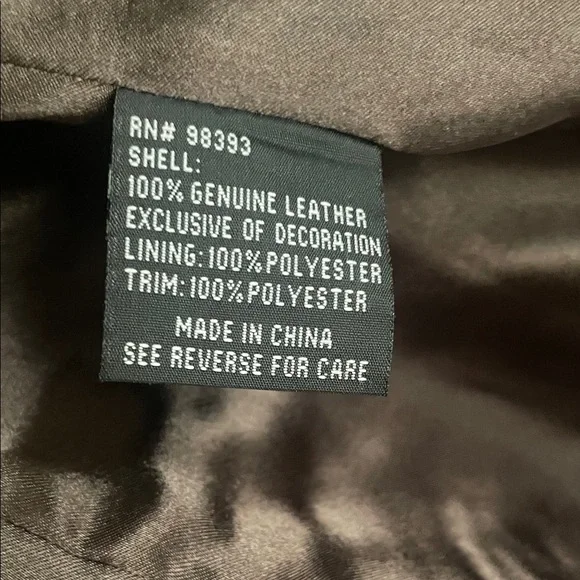 RN# 98393
SHELL:
100% GENUINE LEATHER
EXCLUSIVE OF DECORATION
LINING: 100% POLYESTER
TRIM: 100% POLYESTER
MADE IN CHINA
SEE REVERSE FOR CARE